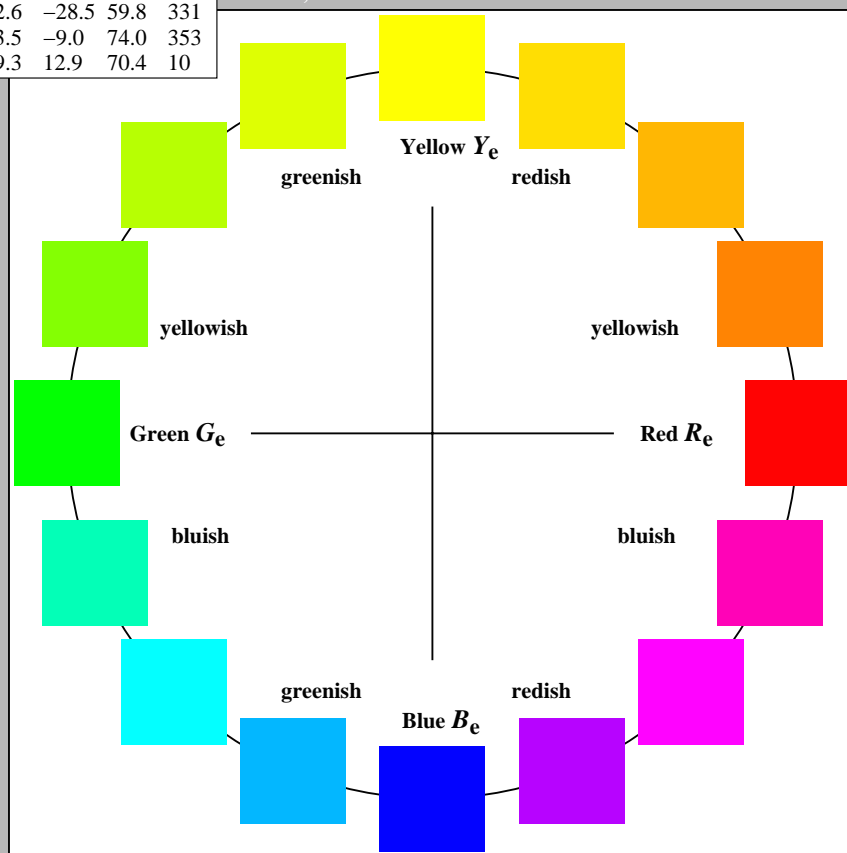 −28.5 59.8 331
−9.0 74.0 353
12.9 70.4 10
Yellow Yₑ
greenish redish
yellowish yellowish
Green Gₑ Red Rₑ
bluish bluish
greenish redish
Blue Bₑ